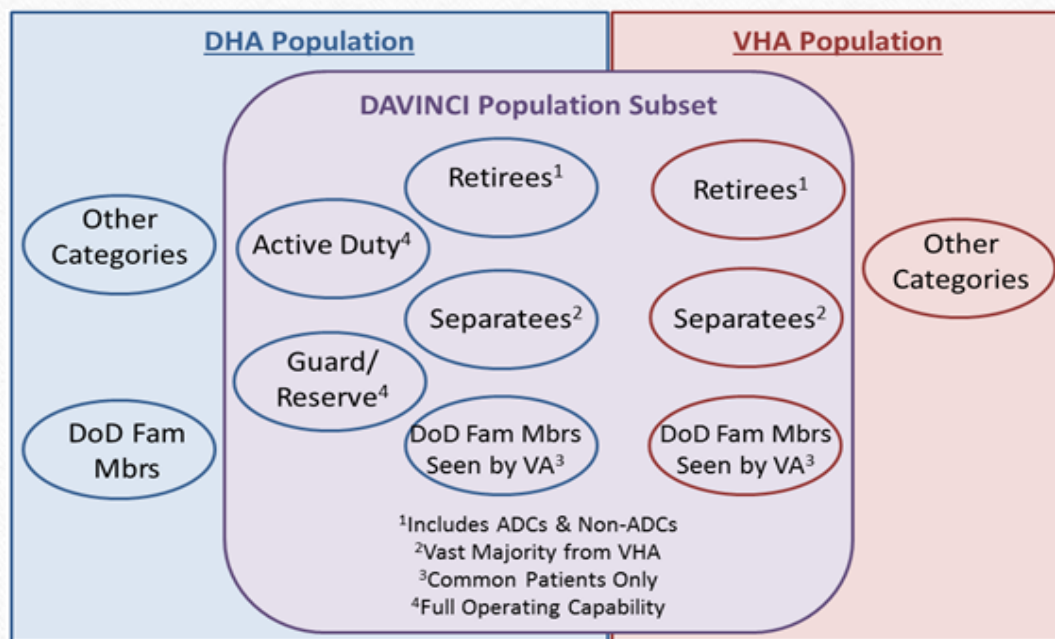 DHA Population
VHA Population
DAVINCI Population Subset
Other
Categories
DoD Fam
Mbrs
Active Duty⁴
Guard/
Reserve⁴
Retirees¹
Separatees²
DoD Fam Mbrs
Seen by VA³
Retirees¹
Separatees²
DoD Fam Mbrs
Seen by VA³
Other
Categories
¹Includes ADCs & Non-ADCs
²Vast Majority from VHA
³Common Patients Only
⁴Full Operating Capability